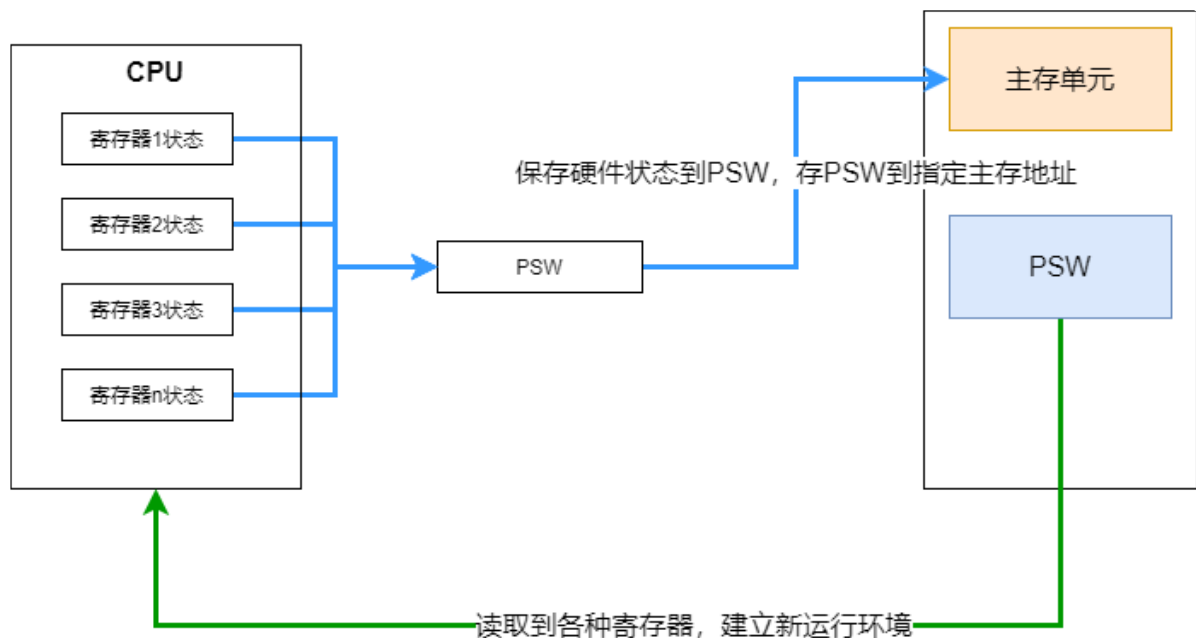 CPU
寄存器1状态
寄存器2状态
寄存器3状态
寄存器n状态
PSW
保存硬件状态到PSW，存PSW到指定主存地址
主存单元
PSW
读取到各种寄存器，建立新运行环境